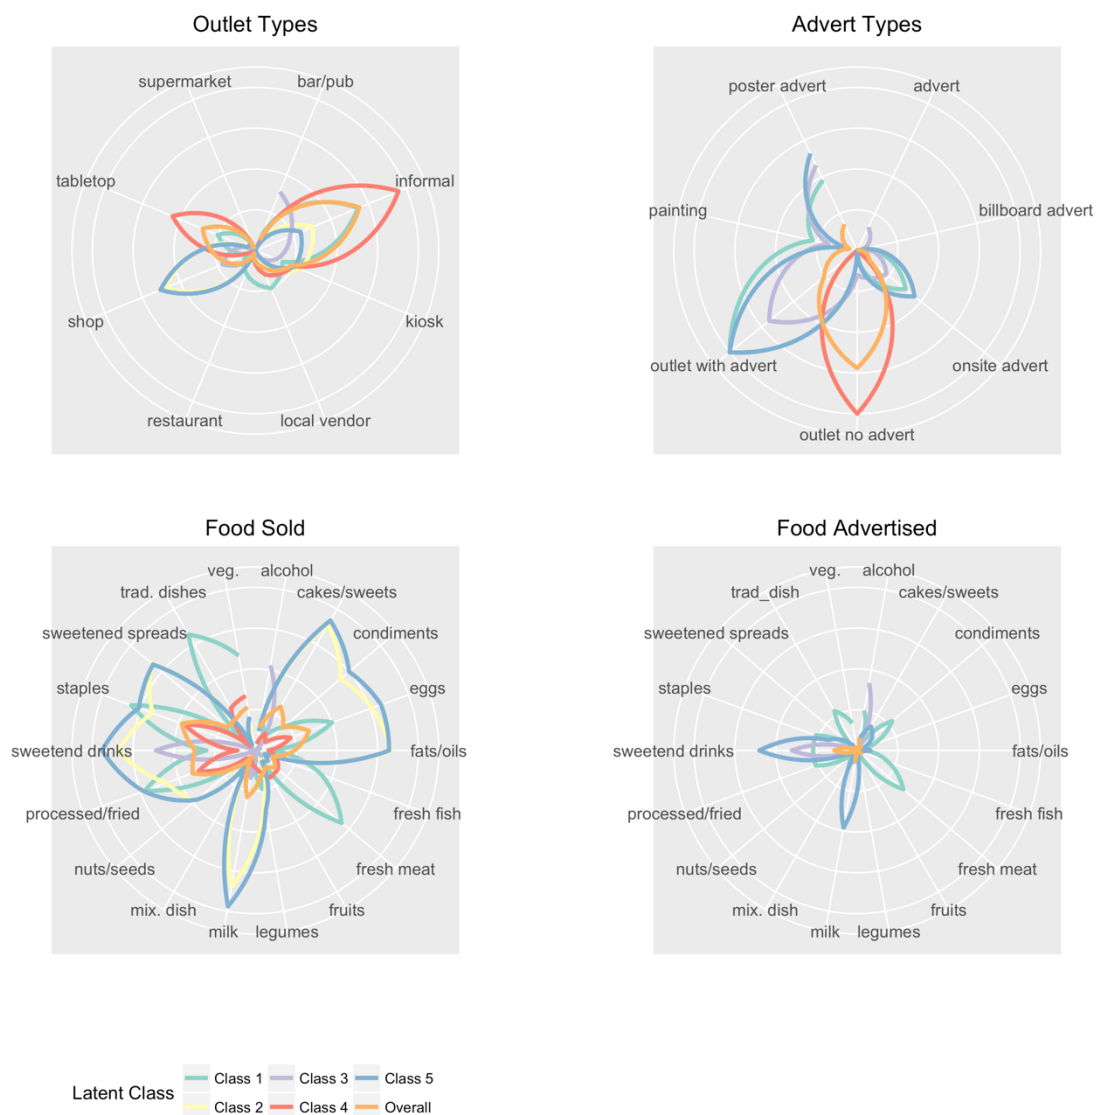 Outlet Types
Advert Types
supermarket
bar/pub
poster advert
advert
tabletop
informal
painting
billboard advert
shop
kiosk
outlet with advert
onsite advert
restaurant
local vendor
outlet no advert
Food Sold
Food Advertised
veg.
alcohol
trad. dishes
cakes/sweets
sweetened spreads
condiments
staples
eggs
sweetend drinks
fats/oils
processed/fried
fresh fish
nuts/seeds
fresh meat
mix. dish
fruits
milk
legumes
veg.
alcohol
trad_dish
cakes/sweets
sweetened spreads
condiments
staples
eggs
sweetend drinks
fats/oils
processed/fried
fresh fish
nuts/seeds
fresh meat
mix. dish
fruits
milk
legumes
Latent Class
Class 1
Class 3
Class 5
Class 2
Class 4
Overall